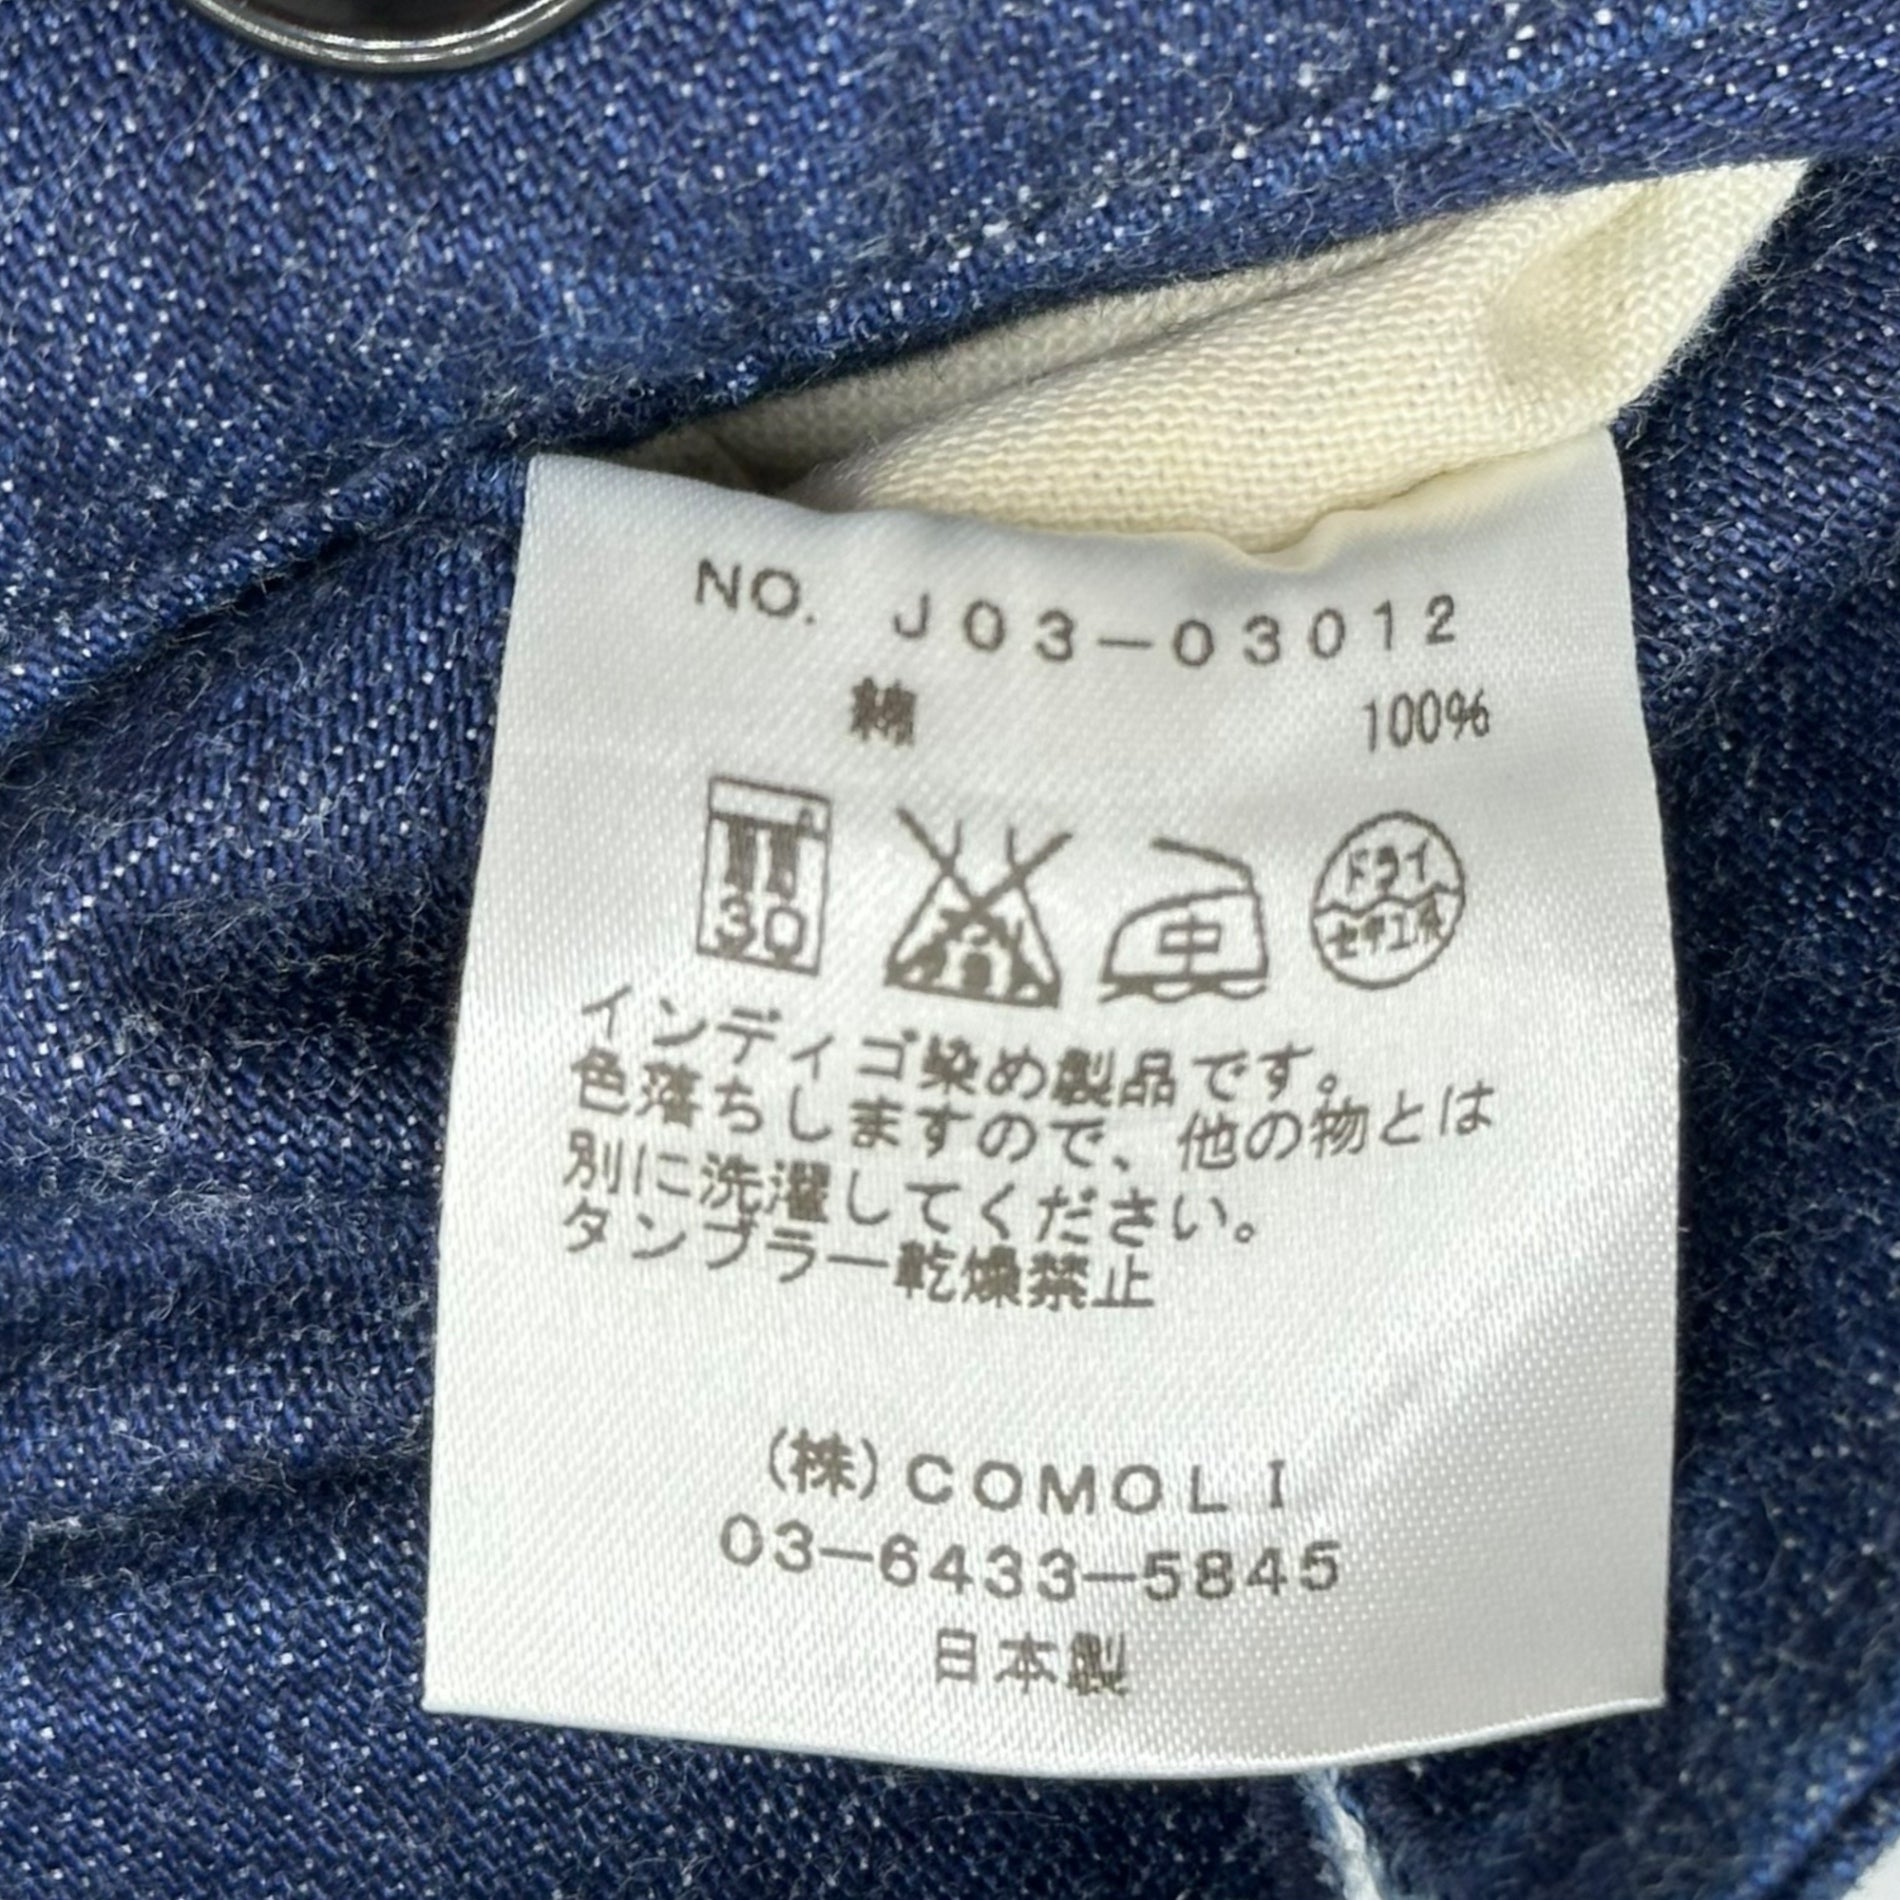 NO. J03-03012
綿 100%
30 中 ドライ
セキユ系
インディゴ染め製品です。
色落ちしますので、他の物とは
別に洗濯してください。
タンブラー乾燥禁止
(株)COMOLI
03-6433-5845
日本製